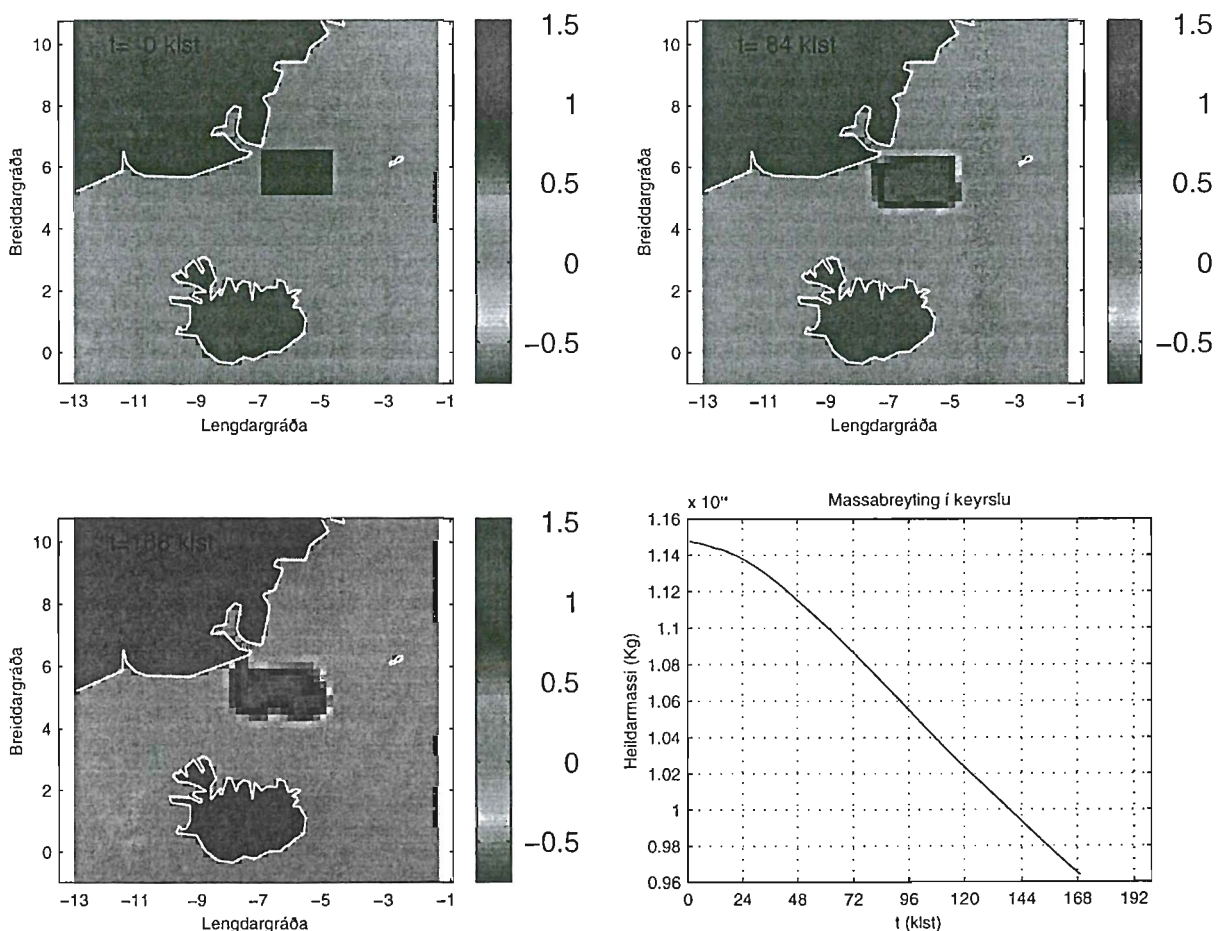 t= 0 klst
10
8
6
4
2
0
Breiddargráða
-13 -11 -9 -7 -5 -3 -1
Lengdargráða
1.5
1
0.5
0
-0.5
t= 84 klst
10
8
6
4
2
0
Breiddargráða
-13 -11 -9 -7 -5 -3 -1
Lengdargráða
1.5
1
0.5
0
-0.5
t=168 klst
10
8
6
4
2
0
Breiddargráða
-13 -11 -9 -7 -5 -3 -1
Lengdargráða
1.5
1
0.5
0
-0.5
Massabreyting í keyrslu
1.16
1.14
1.12
1.1
1.08
1.06
1.04
1.02
1
0.98
0.96
Heildarmassi (Kg)
0 24 48 72 96 120 144 168 192
t (klst)